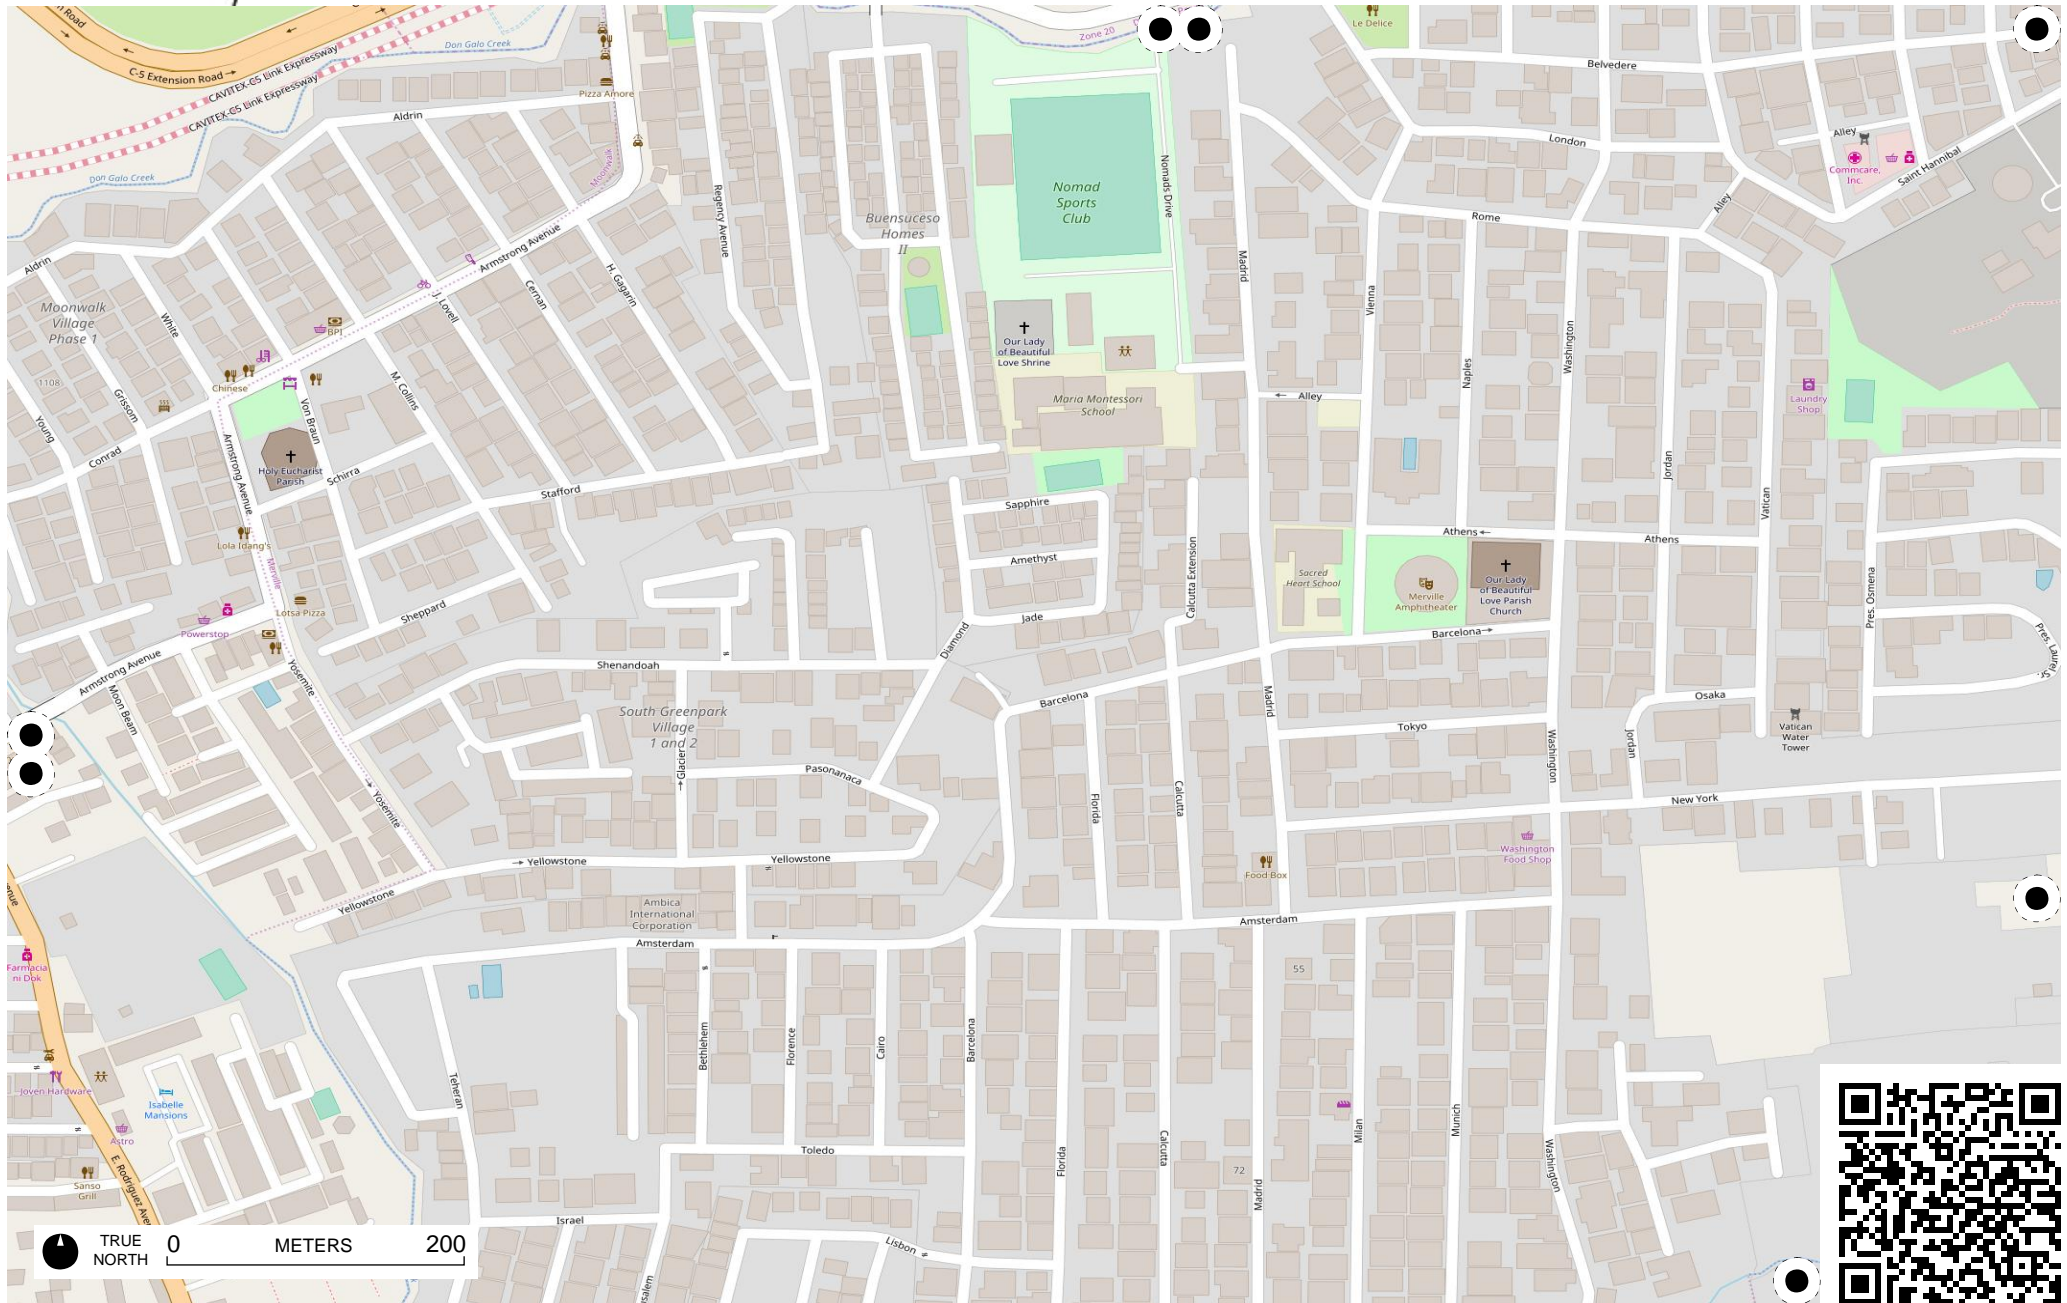 Road
C-5 Extension Road
CAVITEX-C5 Link Expressway
CAVITEX-C5 Link Expressway
Don Galo Creek
Don Galo Creek
Pizza Amore
Zone 20
Le Delice
Belvedere
London
Alley
Commcare,
Inc.
Saint Hannibal
Alley
Rome
Aldrin
Aldrin
Moonwalk
Armstrong Avenue
Regency Avenue
Buensuceso
Homes
II
Nomad
Sports
Club
Nomads Drive
Madrid
Vienna
Naples
Washington
Jordan
Vatican
H. Gagarin
Cernan
J. Lovell
M. Collins
Von Braun
White
Grissom
Young
Conrad
Moonwalk
Village
Phase 1
1108
BPI
Chinese
Our Lady
of Beautiful
Love Shrine
Maria Montessori
School
Alley
Laundry
Shop
Holy Eucharist
Parish
Schirra
Armstrong Avenue
Stafford
Sapphire
Amethyst
Jade
Diamond
Calcutta Extension
Athens
Athens
Sacred
Heart School
Merville
Amphitheater
Our Lady
of Beautiful
Love Parish
Church
Barcelona
Pres. Osmena
Pres. Laurel St.
Lola Idang's
Merville
Lotsa Pizza
Powerstop
Sheppard
Armstrong Avenue
Moon Beam
Yosemite
Yosemite
Shenandoah
South Greenpark
Village
1 and 2
Glacier
Pasonanaca
Barcelona
Madrid
Tokyo
Osaka
Jordan
Washington
Vatican
Water
Tower
New York
Florida
Calcutta
Washington
Food Shop
Food Box
Yellowstone
Yellowstone
Yellowstone
Ambica
International
Corporation
Amsterdam
Amsterdam
55
Farmacia
ni Dok
Joven Hardware
Isabelle
Mansions
Astro
Sanso
Grill
E. Rodriguez Ave
Teheran
Bethlehem
Florence
Cairo
Barcelona
Florida
Calcutta
Madrid
Milan
Munich
Washington
72
Toledo
Israel
Lisbon
TRUE
NORTH
0 METERS 200